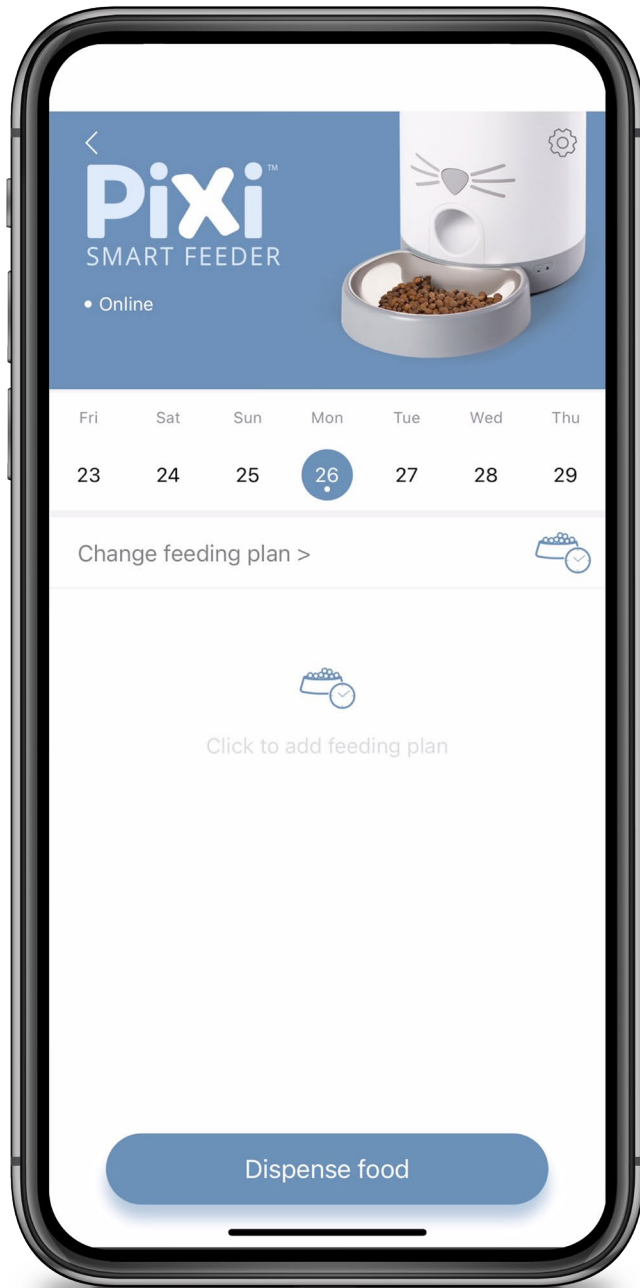 PiXi™
SMART FEEDER
• Online
Fri Sat Sun Mon Tue Wed Thu
23 24 25 26 27 28 29
Change feeding plan >
Click to add feeding plan
Dispense food